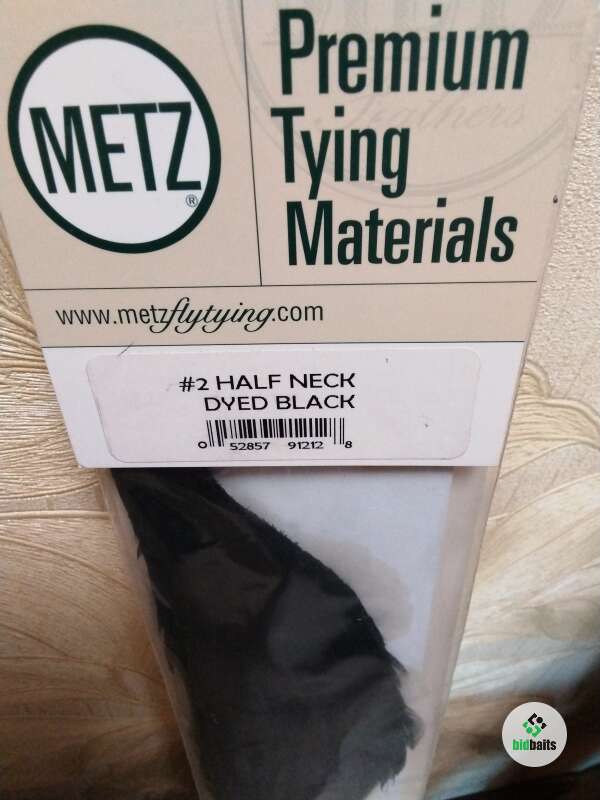 METZ
®
Premium
Tying
Materials
www.metzflytying.com
#2 HALF NECK
DYED BLACK
0 52857 91212 8
bidbaits